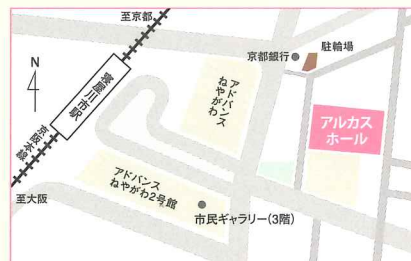 至京都
N
寝屋川市駅
京阪本線
至大阪
京都銀行
駐輪場
アドバンス
ねやがわ
アルカス
ホール
アドバンス
ねやがわ2号館
市民ギャラリー(3階)